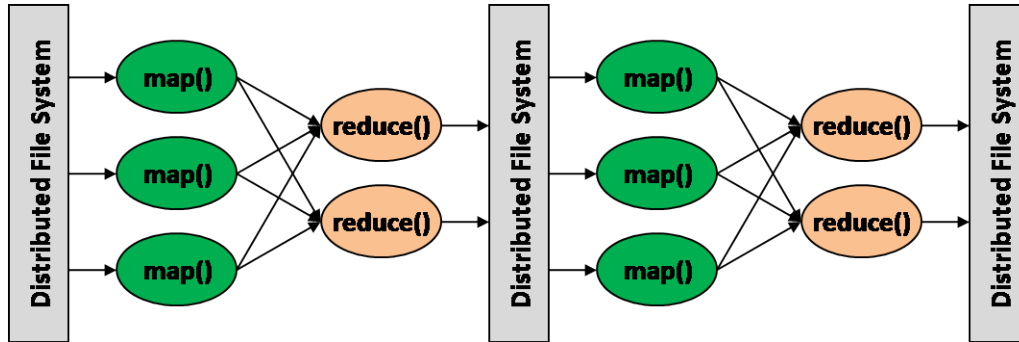 Distributed File System
map()
map()
map()
reduce()
reduce()
Distributed File System
map()
map()
map()
reduce()
reduce()
Distributed File System